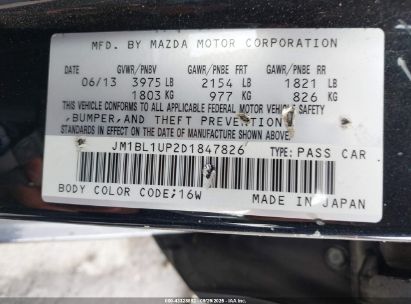 MFD. BY MAZDA MOTOR CORPORATION
DATE GVWR/PNBV GAWR/PNBE FRT GAWR/PNBE RR
06/13 3975 LB 2154 LB 1821 LB
1803 KG 977 KG 826 KG
THIS VEHICLE CONFORMS TO ALL APPLICABLE FEDERAL MOTOR VEHICLE SAFETY,
BUMPER, AND THEFT PREVENTION
STANDARDS IN EFFECT ON THE DATE OF MANUFACTURE SHOWN ABOVE.
JM1BL1UP2D1847826 TYPE: PASS CAR
BODY COLOR CODE;16W MADE IN JAPAN